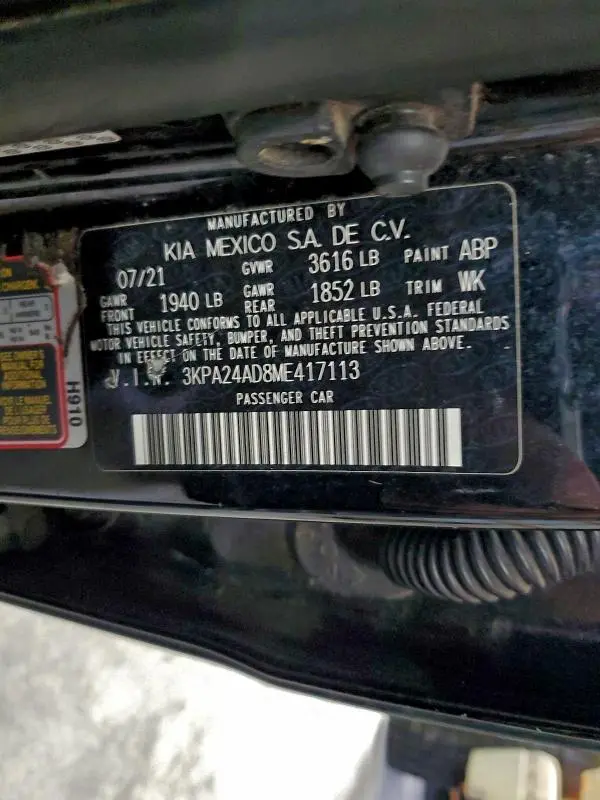 MANUFACTURED BY
KIA MEXICO S.A. DE C.V.
07/21 GVWR 3616 LB PAINT ABP
GAWR FRONT 1940 LB GAWR REAR 1852 LB TRIM WK
THIS VEHICLE CONFORMS TO ALL APPLICABLE U.S.A. FEDERAL
MOTOR VEHICLE SAFETY, BUMPER, AND THEFT PREVENTION STANDARDS
IN EFFECT ON THE DATE OF MANUFACTURE SHOWN ABOVE.
V.I.N. 3KPA24AD8ME417113
PASSENGER CAR
H910